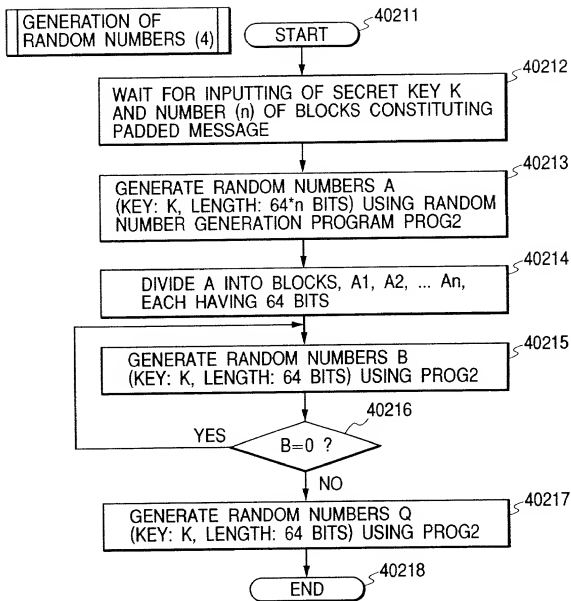 GENERATION OF
RANDOM NUMBERS (4)
START
40211
40212
WAIT FOR INPUTTING OF SECRET KEY K
AND NUMBER (n) OF BLOCKS CONSTITUTING
PADDED MESSAGE
40213
GENERATE RANDOM NUMBERS A
(KEY: K, LENGTH: 64*n BITS) USING RANDOM
NUMBER GENERATION PROGRAM PROG2
40214
DIVIDE A INTO BLOCKS, A1, A2, ... An,
EACH HAVING 64 BITS
40215
GENERATE RANDOM NUMBERS B
(KEY: K, LENGTH: 64 BITS) USING PROG2
40216
YES
B=0 ?
NO
40217
GENERATE RANDOM NUMBERS Q
(KEY: K, LENGTH: 64 BITS) USING PROG2
40218
END